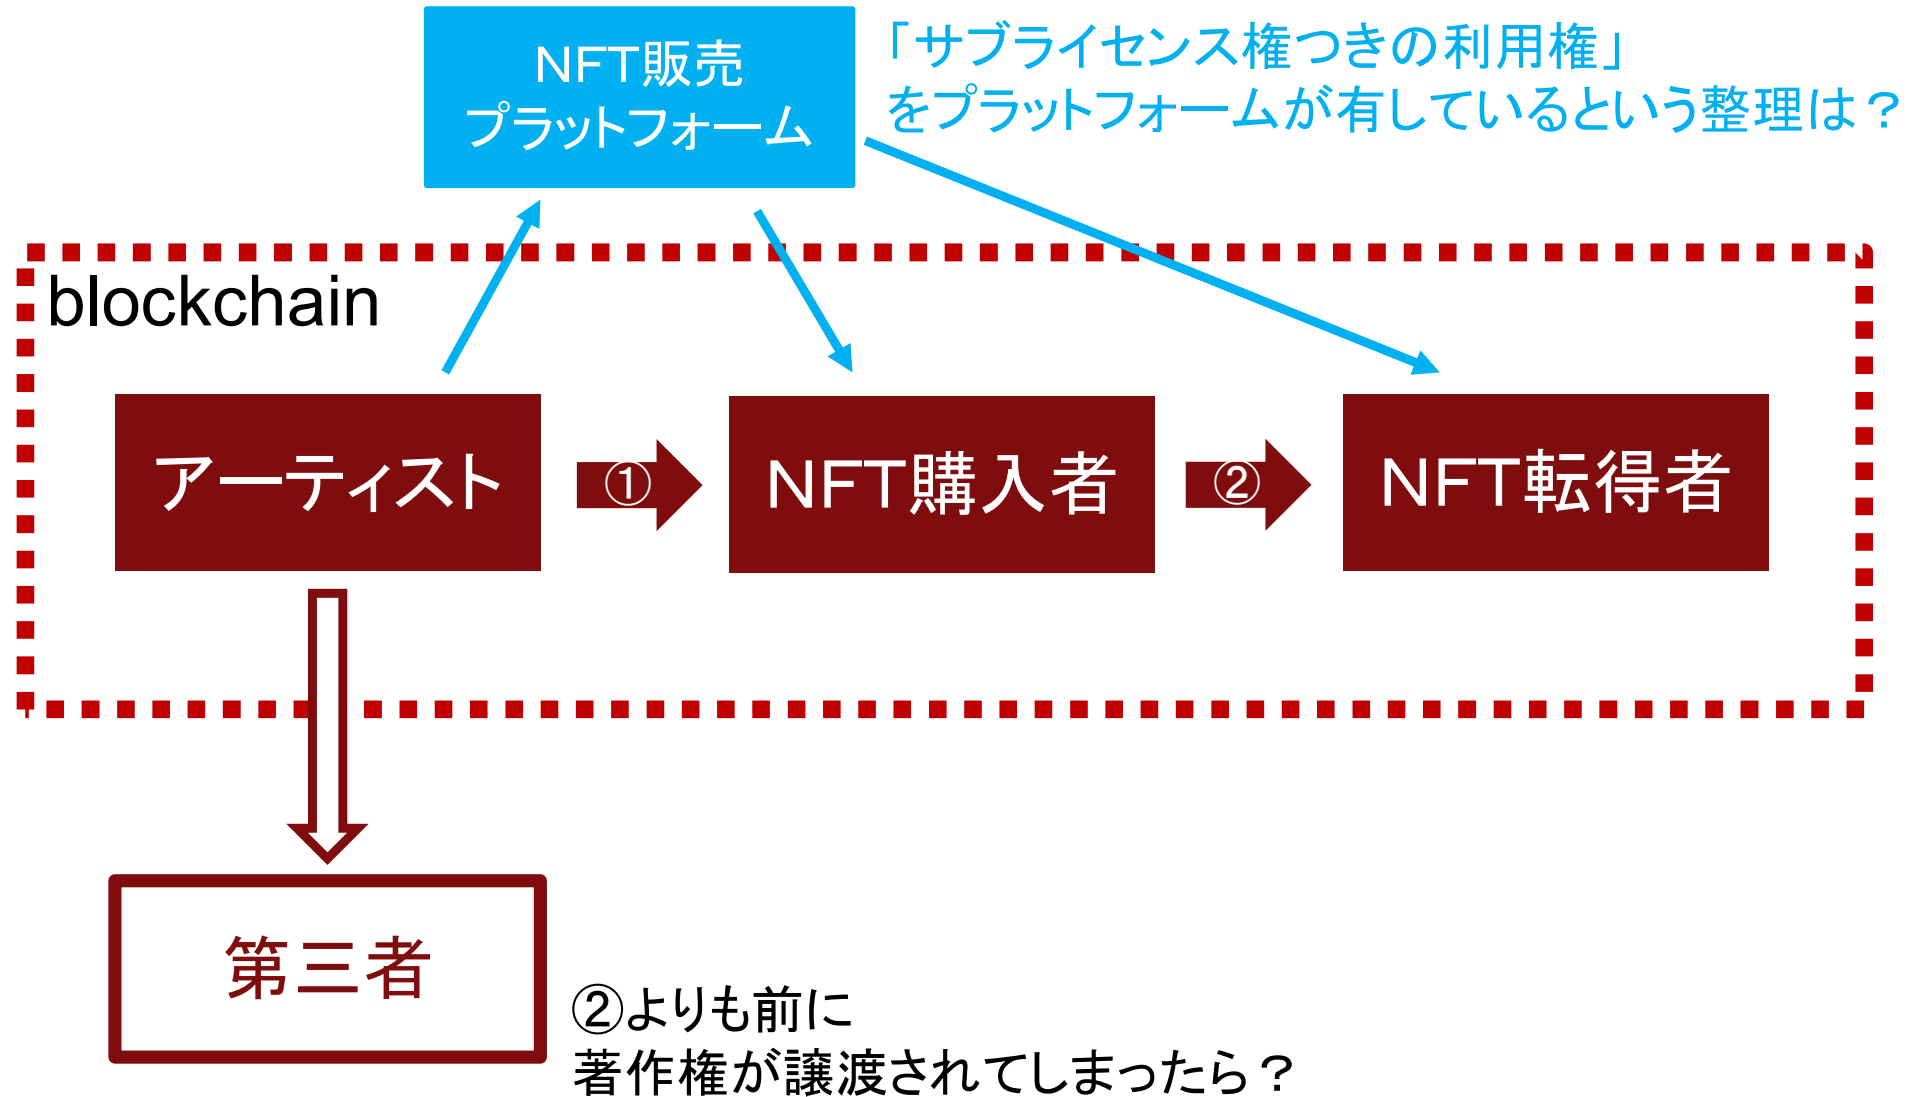 NFT販売
プラットフォーム
「サブライセンス権つきの利用権」
をプラットフォームが有しているという整理は？
blockchain
アーティスト
①
NFT購入者
②
NFT転得者
第三者
②よりも前に
著作権が譲渡されてしまったら？